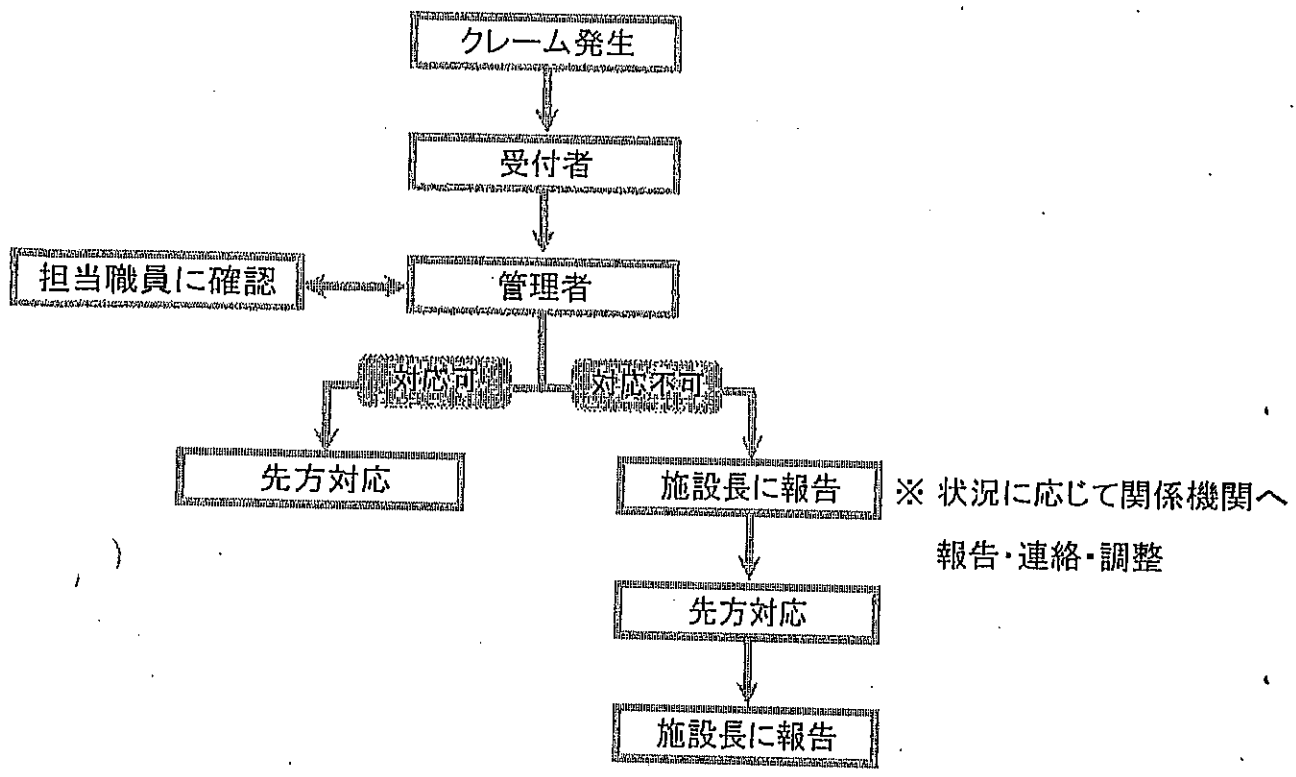 クレーム発生
受付者
担当職員に確認
管理者
対応可
対応不可
先方対応
施設長に報告
※ 状況に応じて関係機関へ
報告・連絡・調整
先方対応
施設長に報告